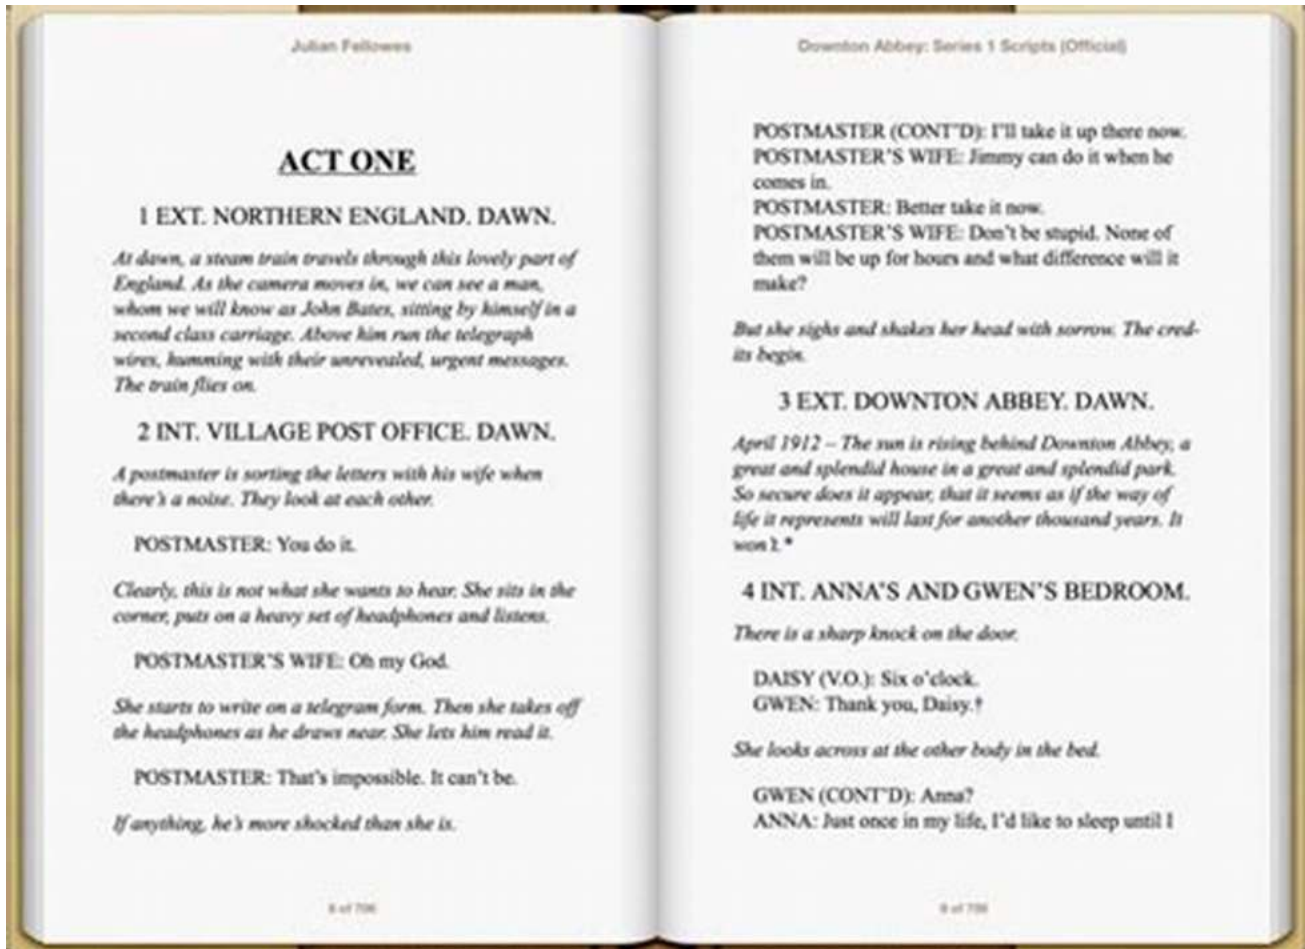 Julian Fellowes
ACT ONE
1 EXT. NORTHERN ENGLAND. DAWN.
At dawn, a steam train travels through this lovely part of
England. As the camera moves in, we can see a man,
whom we will know as John Bates, sitting by himself in a
second class carriage. Above him run the telegraph
wires, humming with their unrevealed, urgent messages.
The train flies on.
2 INT. VILLAGE POST OFFICE. DAWN.
A postmaster is sorting the letters with his wife when
there's a noise. They look at each other.
POSTMASTER: You do it.
Clearly, this is not what she wants to hear. She sits in the
corner, puts on a heavy set of headphones and listens.
POSTMASTER'S WIFE: Oh my God.
She starts to write on a telegram form. Then she takes off
the headphones as he draws near. She lets him read it.
POSTMASTER: That's impossible. It can't be.
If anything, he's more shocked than she is.
of 706
Downton Abbey: Series 1 Scripts (Official)
POSTMASTER (CONT'D): I'll take it up there now.
POSTMASTER'S WIFE: Jimmy can do it when he
comes in.
POSTMASTER: Better take it now.
POSTMASTER'S WIFE: Don't be stupid. None of
them will be up for hours and what difference will it
make?
But she sighs and shakes her head with sorrow. The cred-
its begin.
3 EXT. DOWNTON ABBEY. DAWN.
April 1912 – The sun is rising behind Downton Abbey, a
great and splendid house in a great and splendid park.
So secure does it appear, that it seems as if the way of
life it represents will last for another thousand years. It
won't.*
4 INT. ANNA'S AND GWEN'S BEDROOM.
There is a sharp knock on the door.
DAISY (V.O.): Six o'clock.
GWEN: Thank you, Daisy.†
She looks across at the other body in the bed.
GWEN (CONT'D): Anna?
ANNA: Just once in my life, I'd like to sleep until I
9 of 706